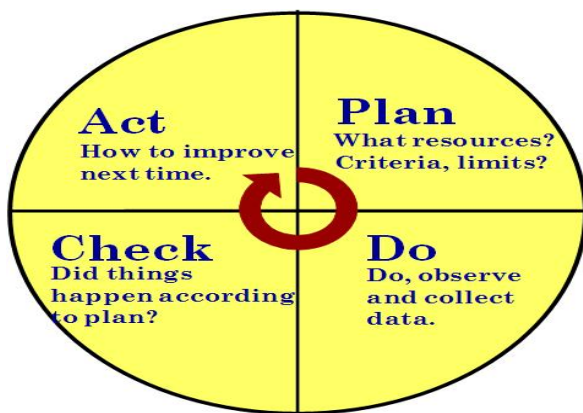 Act
How to improve
next time.
Plan
What resources?
Criteria, limits?
Check
Did things
happen according
to plan?
Do
Do, observe
and collect
data.